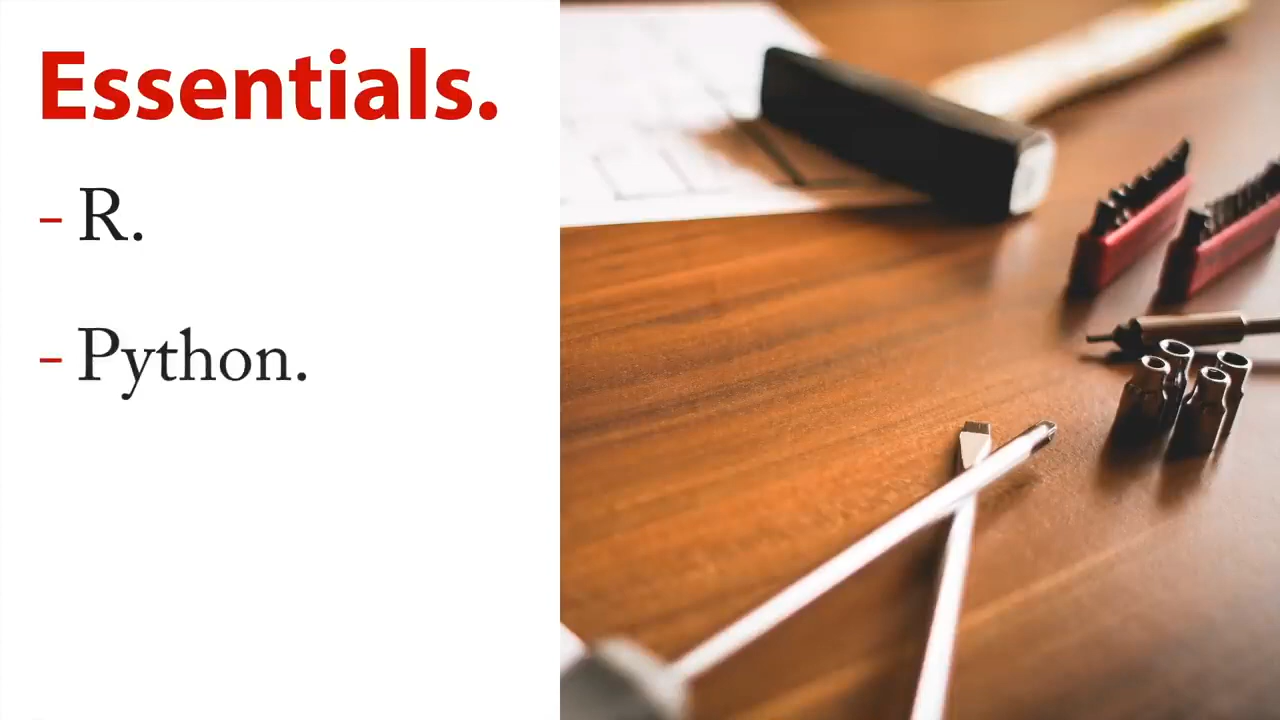 Essentials.
- R.
- Python.